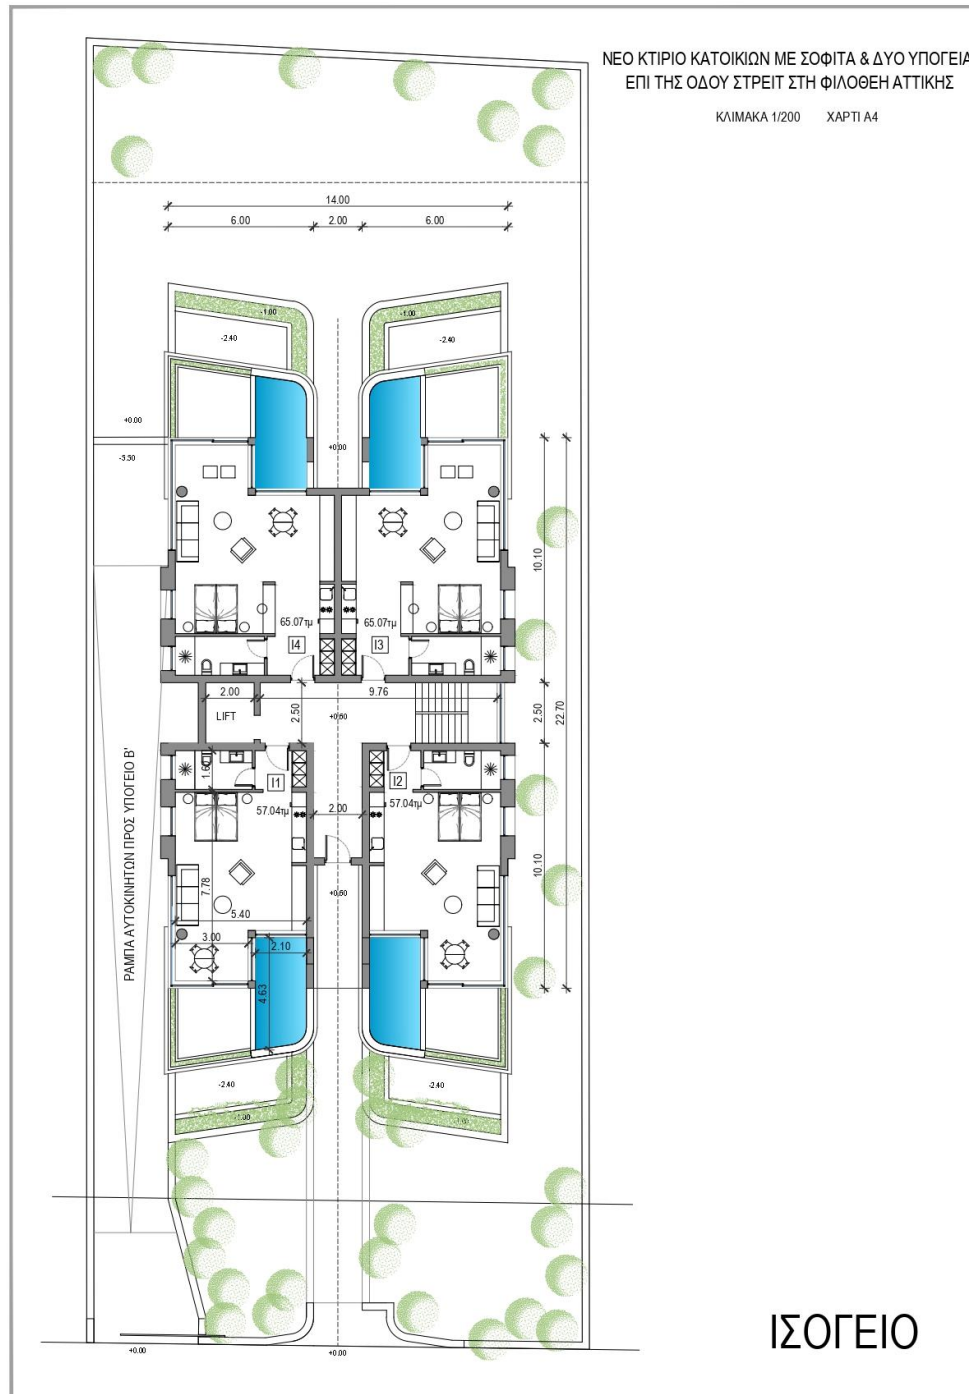 ΝΕΟ ΚΤΙΡΙΟ ΚΑΤΟΙΚΙΩΝ ΜΕ ΣΟΦΙΤΑ & ΔΥΟ ΥΠΟΓΕΙΑ
ΕΠΙ ΤΗΣ ΟΔΟΥ ΣΤΡΕΙΤ ΣΤΗ ΦΙΛΟΘΕΗ ΑΤΤΙΚΗΣ
ΚΛΙΜΑΚΑ 1/200 ΧΑΡΤΙ Α4
14.00
6.00 2.00 6.00
-1.00 -1.00
-2.40 -2.40
+0.00
+0.00
-3.50
10.10
65.07τμ 65.07τμ
I4 I3
2.00 9.76
LIFT
2.50
+0.50
2.50
22.70
1.60
I1 I2
57.04τμ 57.04τμ
2.00
ΡΑΜΠΑ ΑΥΤΟΚΙΝΗΤΩΝ ΠΡΟΣ ΥΠΟΓΕΙΟ Β'
7.78
10.10
+0.50
5.40
3.00
2.10
4.63
-2.40 -2.40
-1.00 -1.00
ΙΣΟΓΕΙΟ
+0.00 +0.00